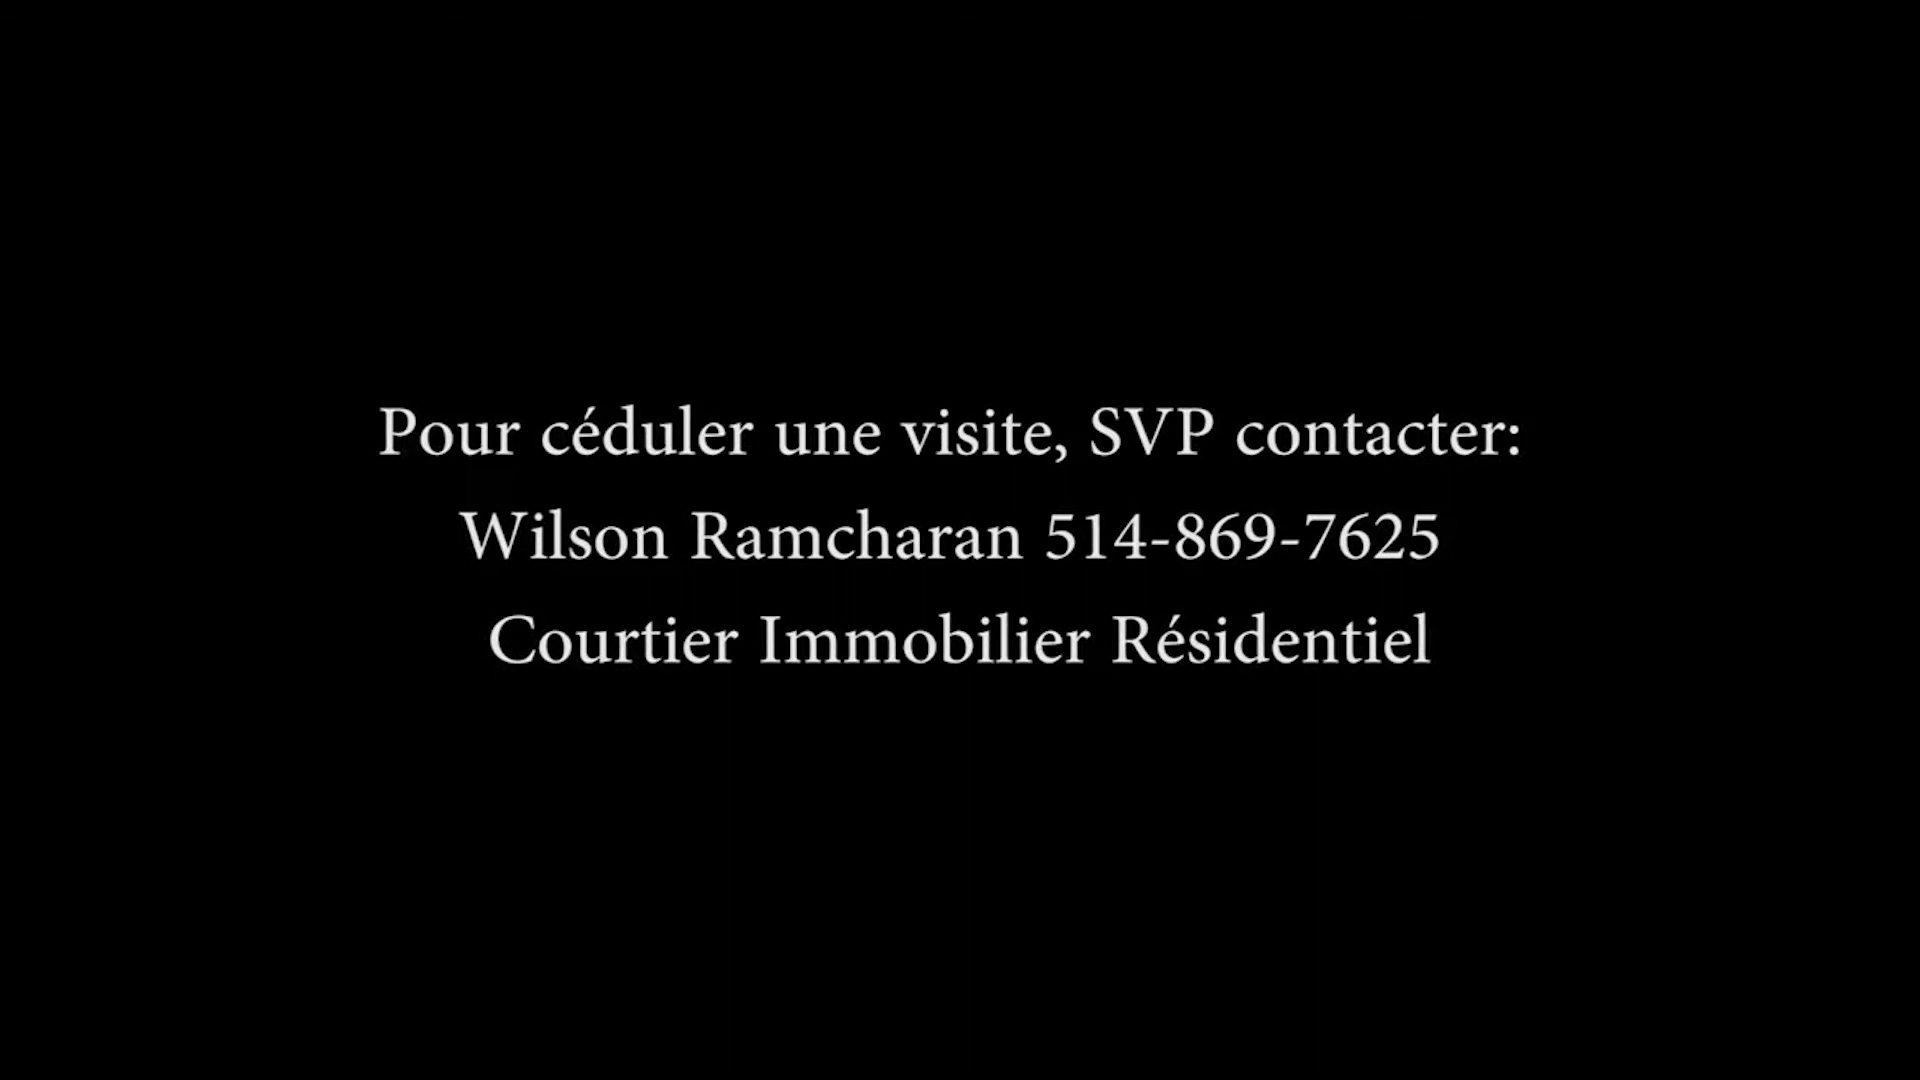 Pour céduler une visite, SVP contacter:
Wilson Ramcharan 514-869-7625
Courtier Immobilier Résidentiel